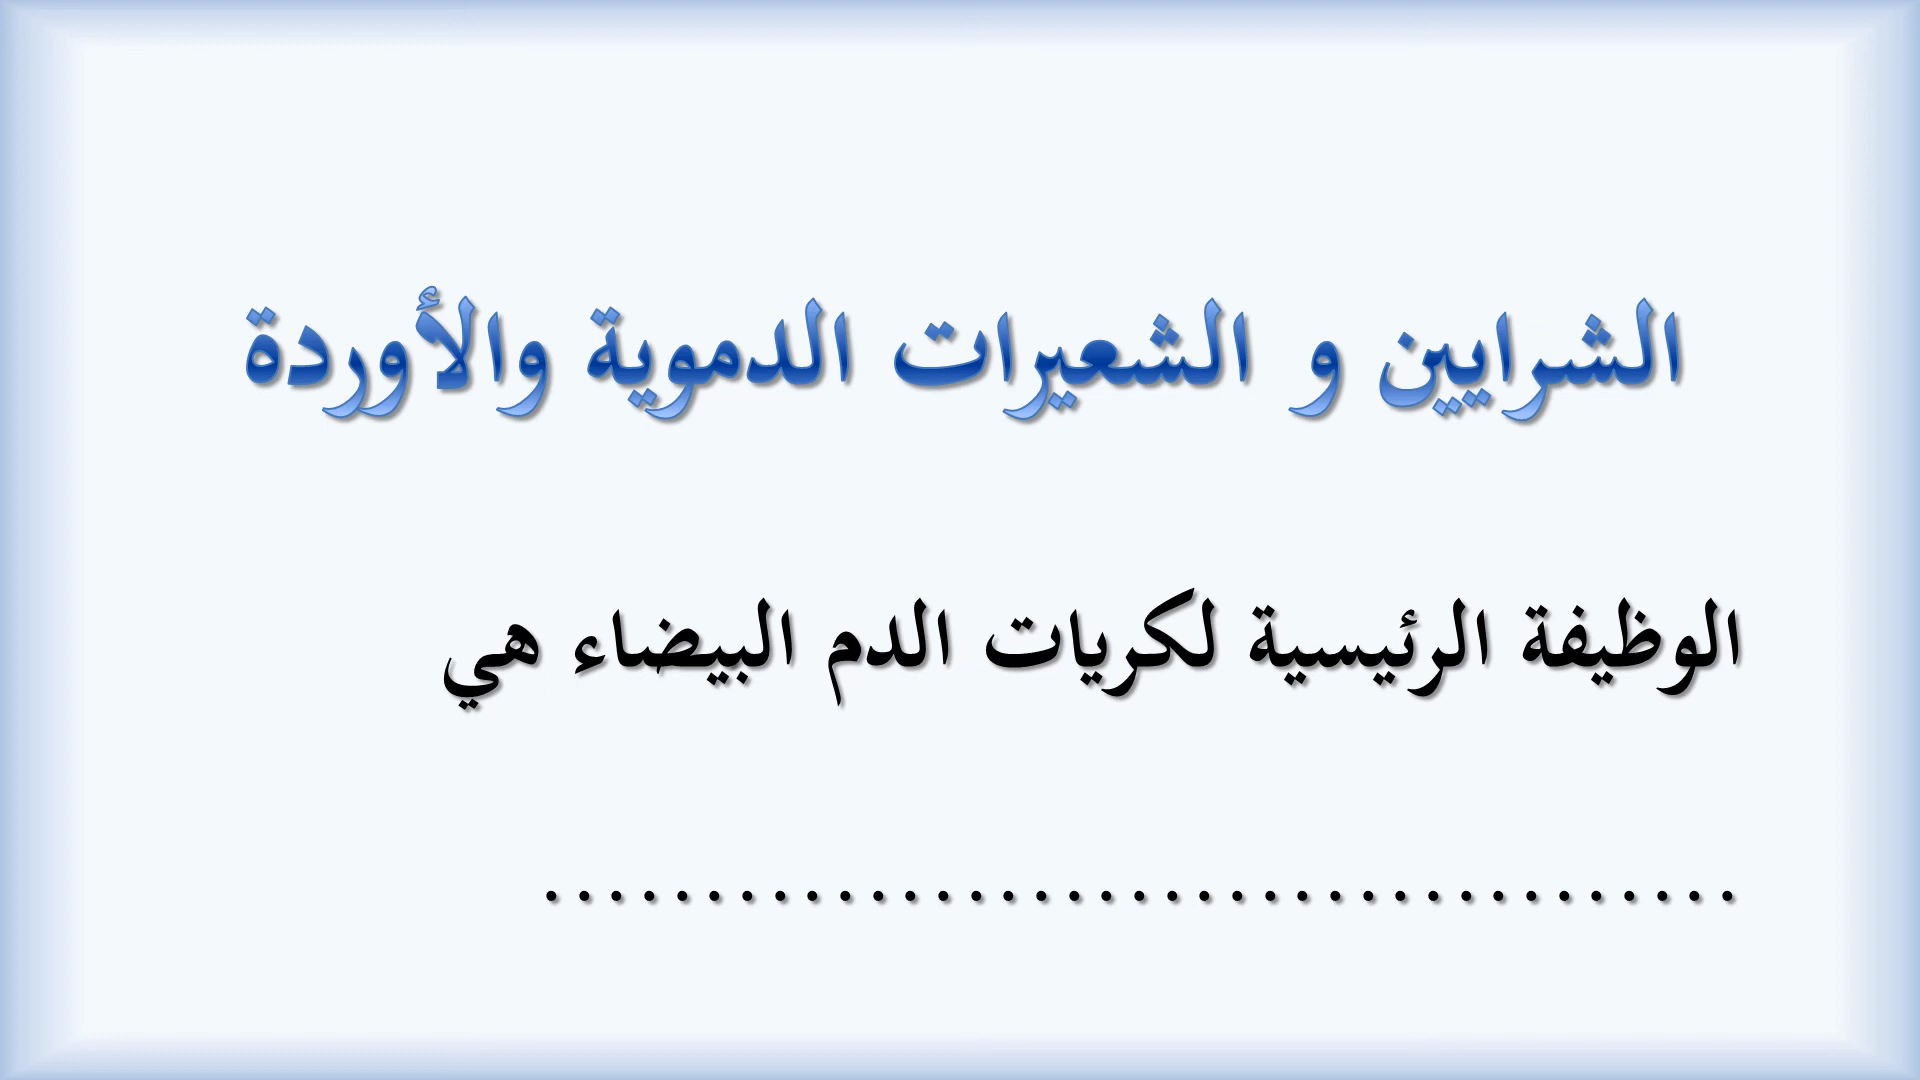 الشرايين و الشعيرات الدموية والأوردة
الوظيفة الرئيسية لكريات الدم البيضاء هي
.....................................